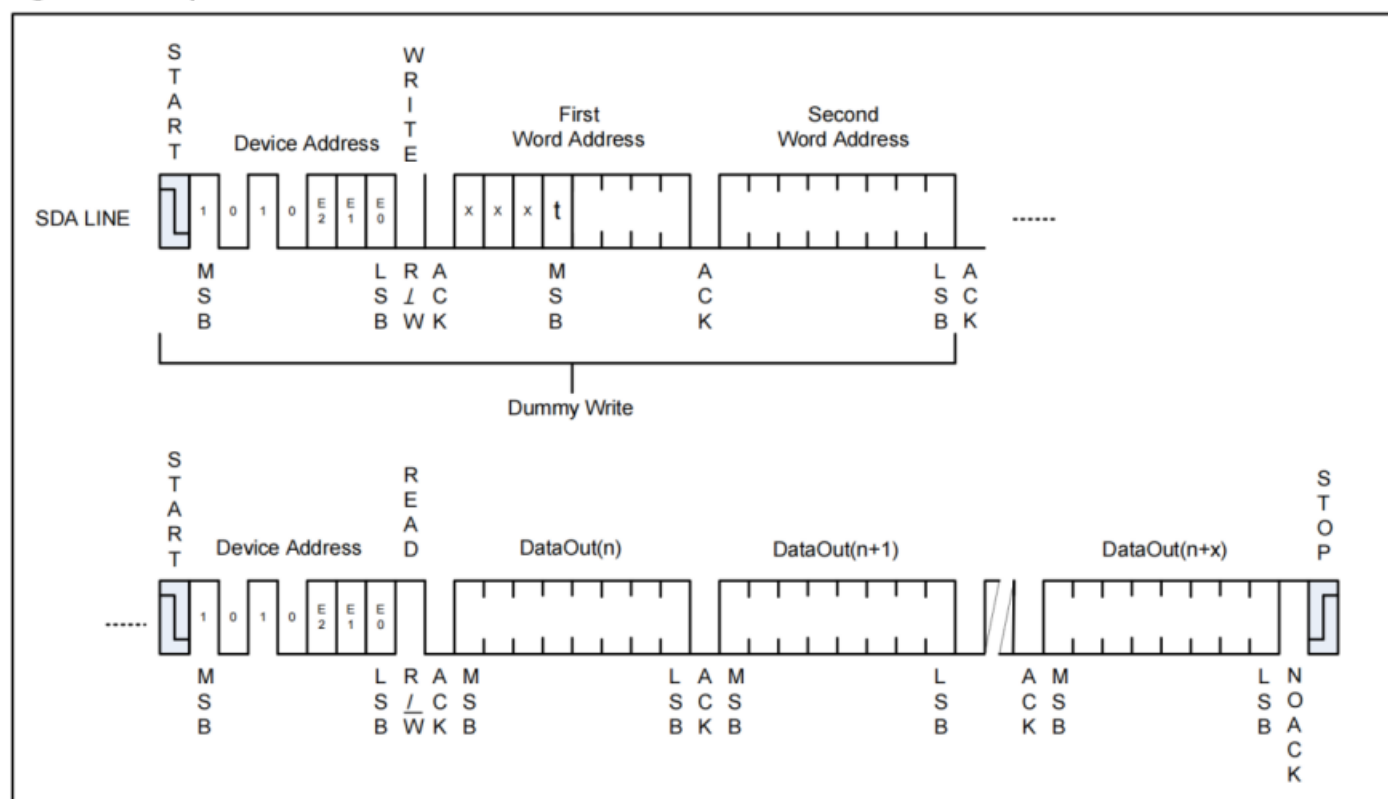 START
WRITE
Device Address
First
Word Address
Second
Word Address
SDA LINE
1 0 1 0 E2 E1 E0
x x x t
......
MSB
LSB
R/W
ACK
MSB
ACK
LSB
ACK
Dummy Write
START
READ
STOP
Device Address
DataOut(n)
DataOut(n+1)
DataOut(n+x)
......
1 0 1 0 E2 E1 E0
MSB
LSB
R/W
ACK
MSB
LSB
ACK
MSB
LSB
ACK
MSB
LSB
NOACK